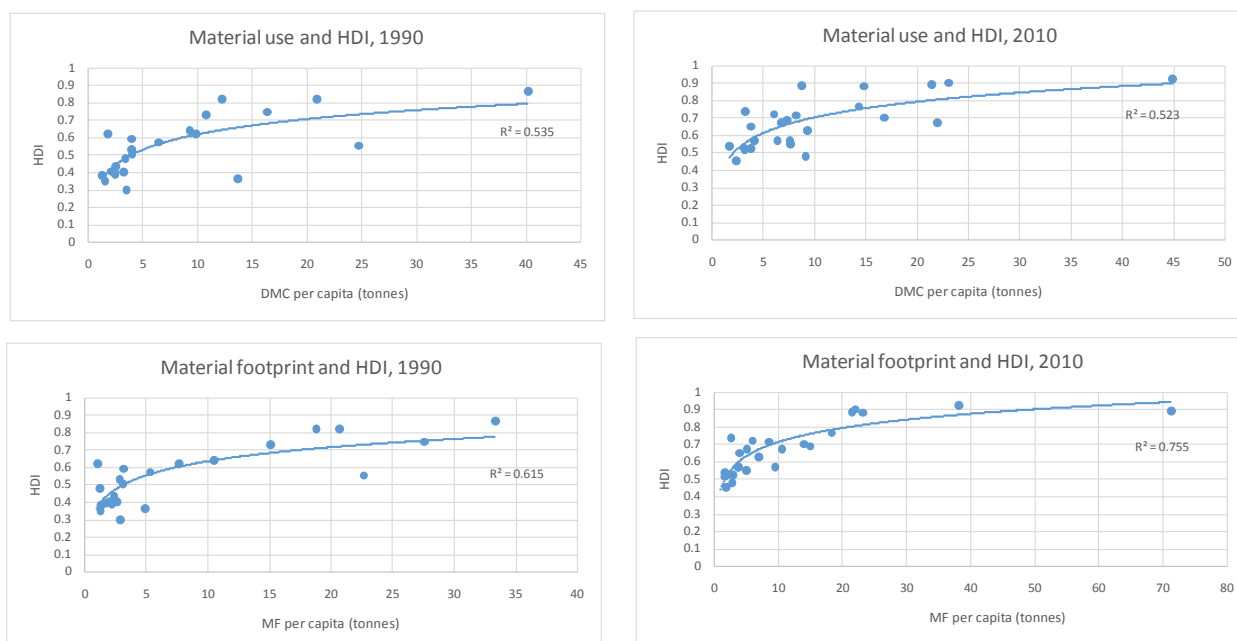 Material use and HDI, 1990
1
0.9
0.8
0.7
0.6
0.5
0.4
0.3
0.2
0.1
0
HDI
R² = 0.535
0 5 10 15 20 25 30 35 40 45
DMC per capita (tonnes)
Material use and HDI, 2010
1
0.9
0.8
0.7
0.6
0.5
0.4
0.3
0.2
0.1
0
HDI
R² = 0.523
0 5 10 15 20 25 30 35 40 45 50
DMC per capita (tonnes)
Material footprint and HDI, 1990
1
0.9
0.8
0.7
0.6
0.5
0.4
0.3
0.2
0.1
0
HDI
R² = 0.615
0 5 10 15 20 25 30 35 40
MF per capita (tonnes)
Material footprint and HDI, 2010
1
0.9
0.8
0.7
0.6
0.5
0.4
0.3
0.2
0.1
0
HDI
R² = 0.755
0 10 20 30 40 50 60 70 80
MF per capita (tonnes)